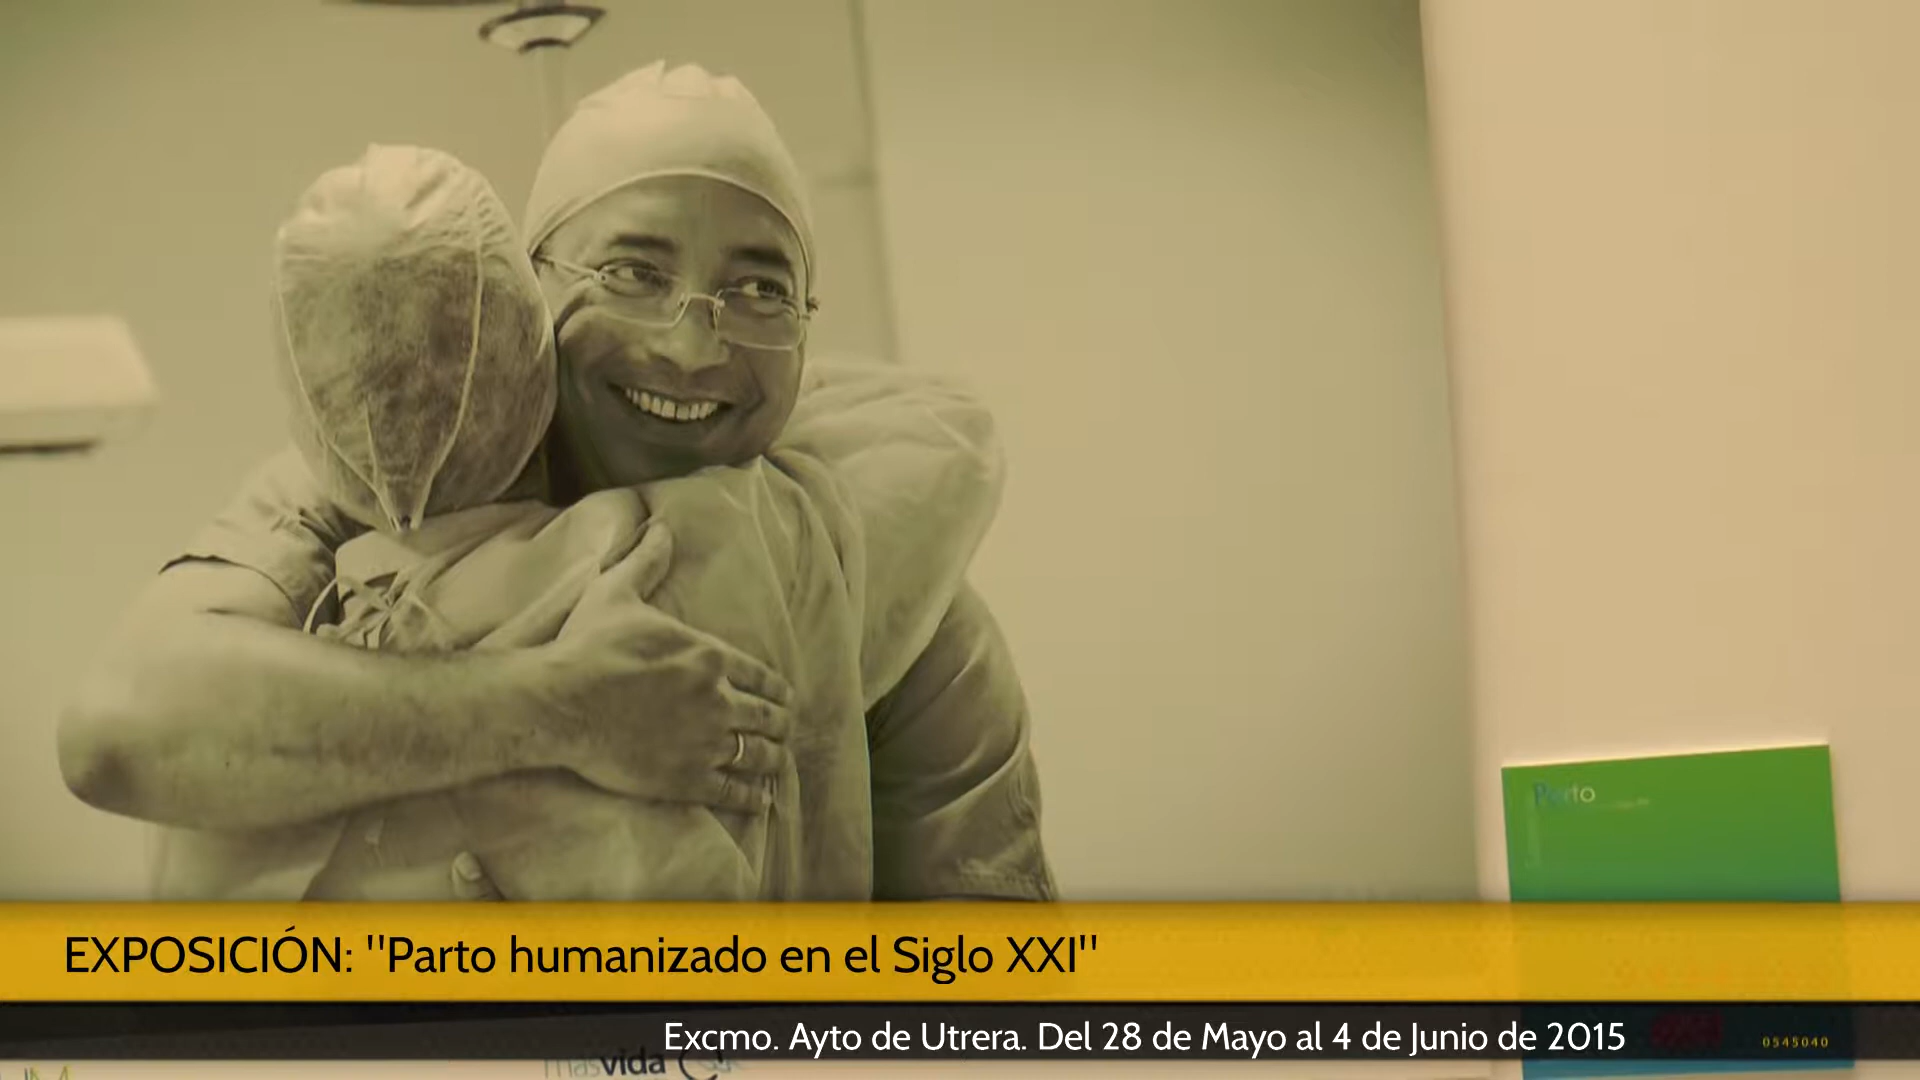 Parto
EXPOSICIÓN: "Parto humanizado en el Siglo XXI"
Excmo. Ayto de Utrera. Del 28 de Mayo al 4 de Junio de 2015
0545040
masvida